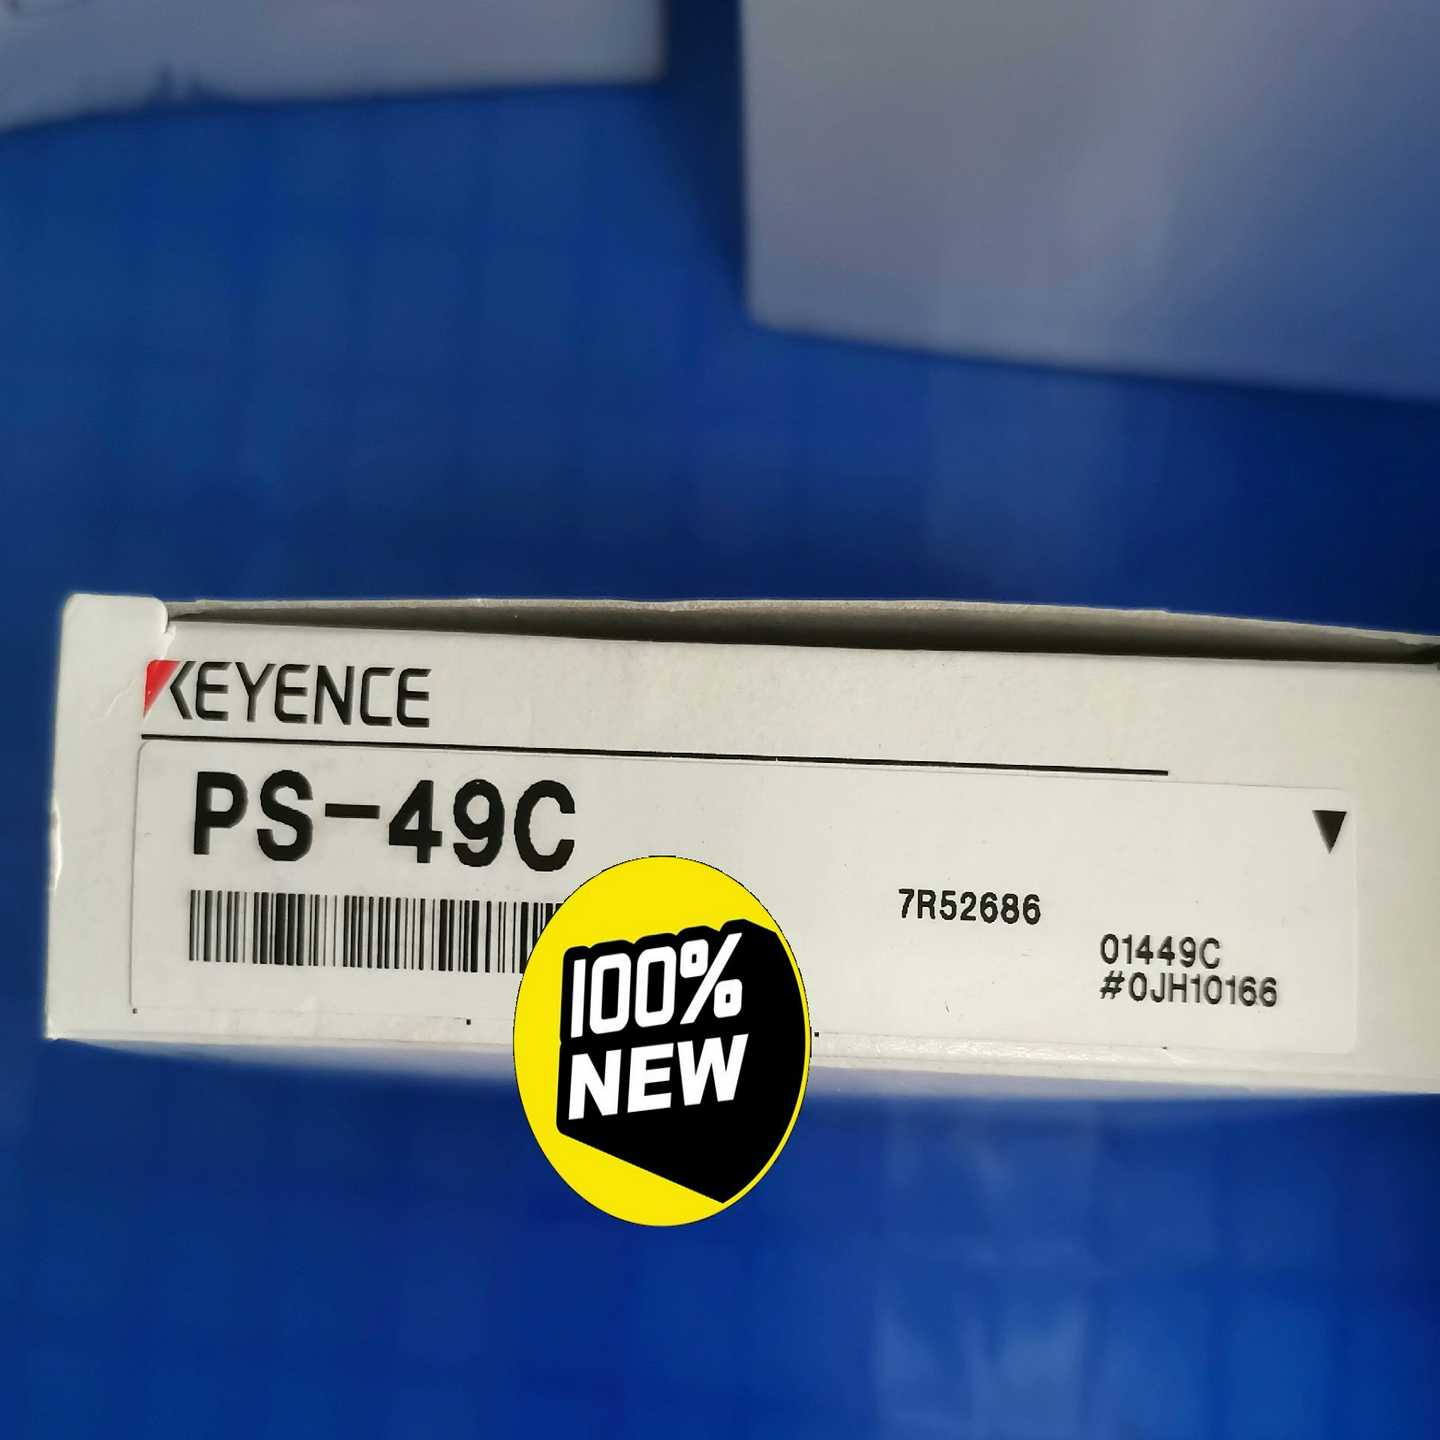 KEYENCE
PS-49C
7R52686
01449C
#0JH10166
100%
NEW